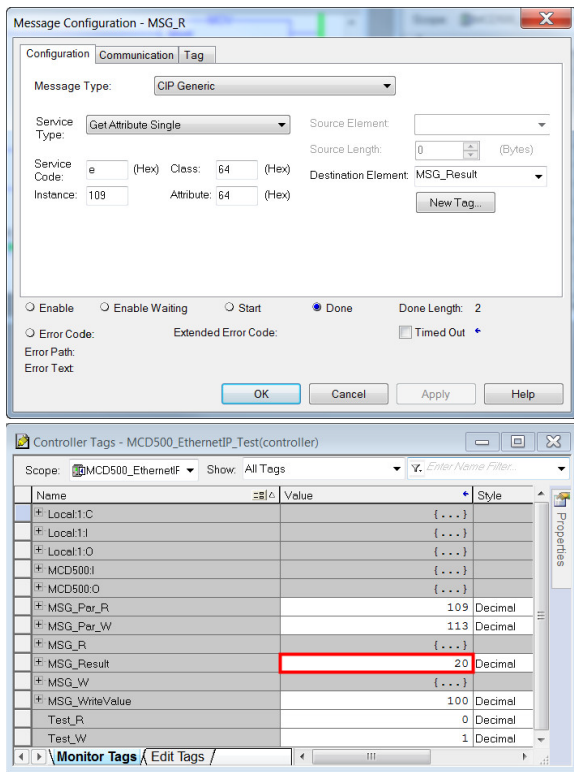 Message Configuration - MSG_R
Configuration Communication Tag
Message Type: CIP Generic
Service Type: Get Attribute Single Source Element:
Source Length: 0 (Bytes)
Service Code: e (Hex) Class: 64 (Hex) Destination Element: MSG_Result
Instance: 109 Attribute: 64 (Hex) New Tag...
Enable Enable Waiting Start Done Done Length: 2
Error Code: Extended Error Code: Timed Out
Error Path:
Error Text:
OK Cancel Apply Help
Controller Tags - MCD500_EthernetIP_Test(controller)
Scope: MCD500_EthernetIF Show: All Tags Enter Name Filter...
Name Value Style
Local:1:C {...}
Local:1:I {...}
Local:1:O {...}
MCD500:I {...}
MCD500:O {...}
MSG_Par_R 109 Decimal
MSG_Par_W 113 Decimal
MSG_R {...}
MSG_Result 20 Decimal
MSG_W {...}
MSG_WriteValue 100 Decimal
Test_R 0 Decimal
Test_W 1 Decimal
Monitor Tags Edit Tags
Properties